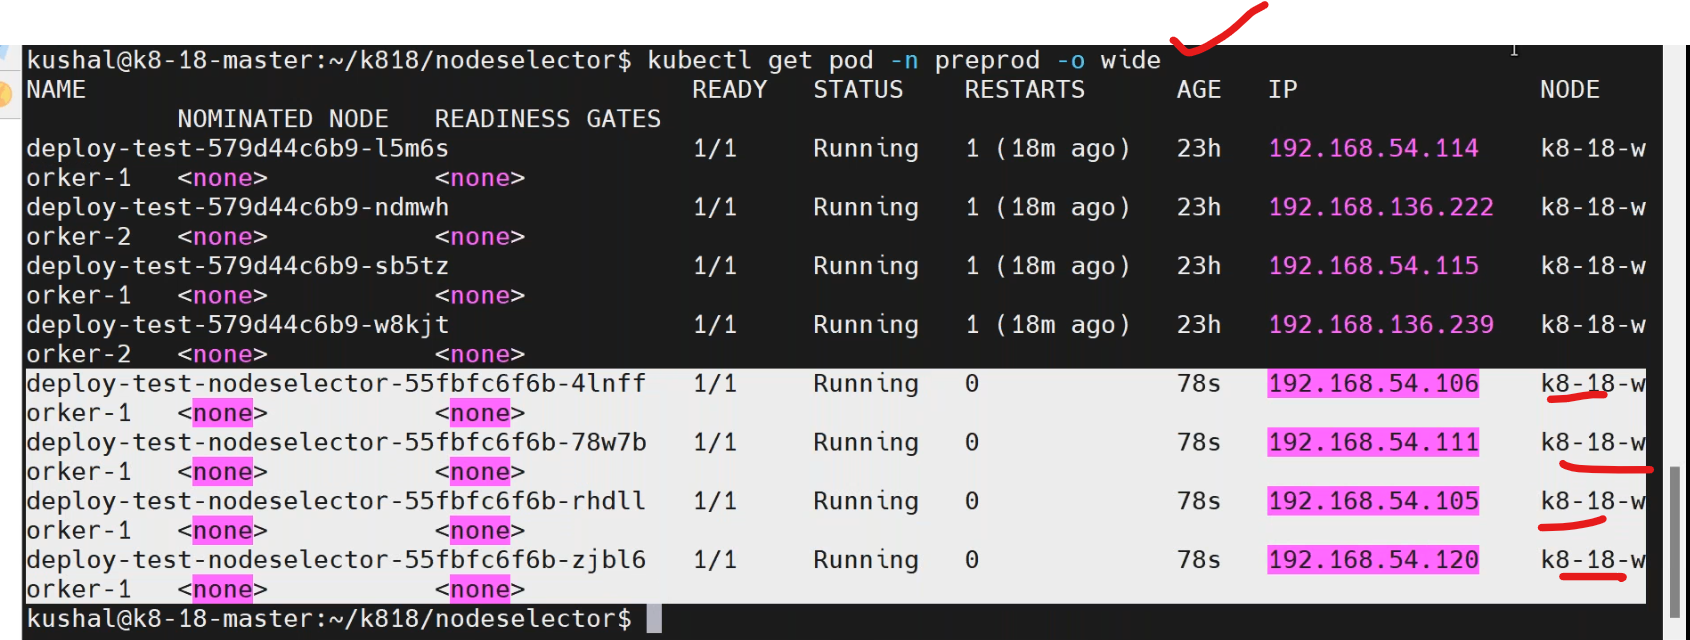 kushal@k8-18-master:~/k818/nodeselector$ kubectl get pod -n preprod -o wide
NAME READY STATUS RESTARTS AGE IP NODE
NOMINATED NODE READINESS GATES
deploy-test-579d44c6b9-l5m6s 1/1 Running 1 (18m ago) 23h 192.168.54.114 k8-18-w
orker-1 <none> <none>
deploy-test-579d44c6b9-ndmwh 1/1 Running 1 (18m ago) 23h 192.168.136.222 k8-18-w
orker-2 <none> <none>
deploy-test-579d44c6b9-sb5tz 1/1 Running 1 (18m ago) 23h 192.168.54.115 k8-18-w
orker-1 <none> <none>
deploy-test-579d44c6b9-w8kjt 1/1 Running 1 (18m ago) 23h 192.168.136.239 k8-18-w
orker-2 <none> <none>
deploy-test-nodeselector-55fbfc6f6b-4lnff 1/1 Running 0 78s 192.168.54.106 k8-18-w
orker-1 <none> <none>
deploy-test-nodeselector-55fbfc6f6b-78w7b 1/1 Running 0 78s 192.168.54.111 k8-18-w
orker-1 <none> <none>
deploy-test-nodeselector-55fbfc6f6b-rhdll 1/1 Running 0 78s 192.168.54.105 k8-18-w
orker-1 <none> <none>
deploy-test-nodeselector-55fbfc6f6b-zjbl6 1/1 Running 0 78s 192.168.54.120 k8-18-w
orker-1 <none> <none>
kushal@k8-18-master:~/k818/nodeselector$